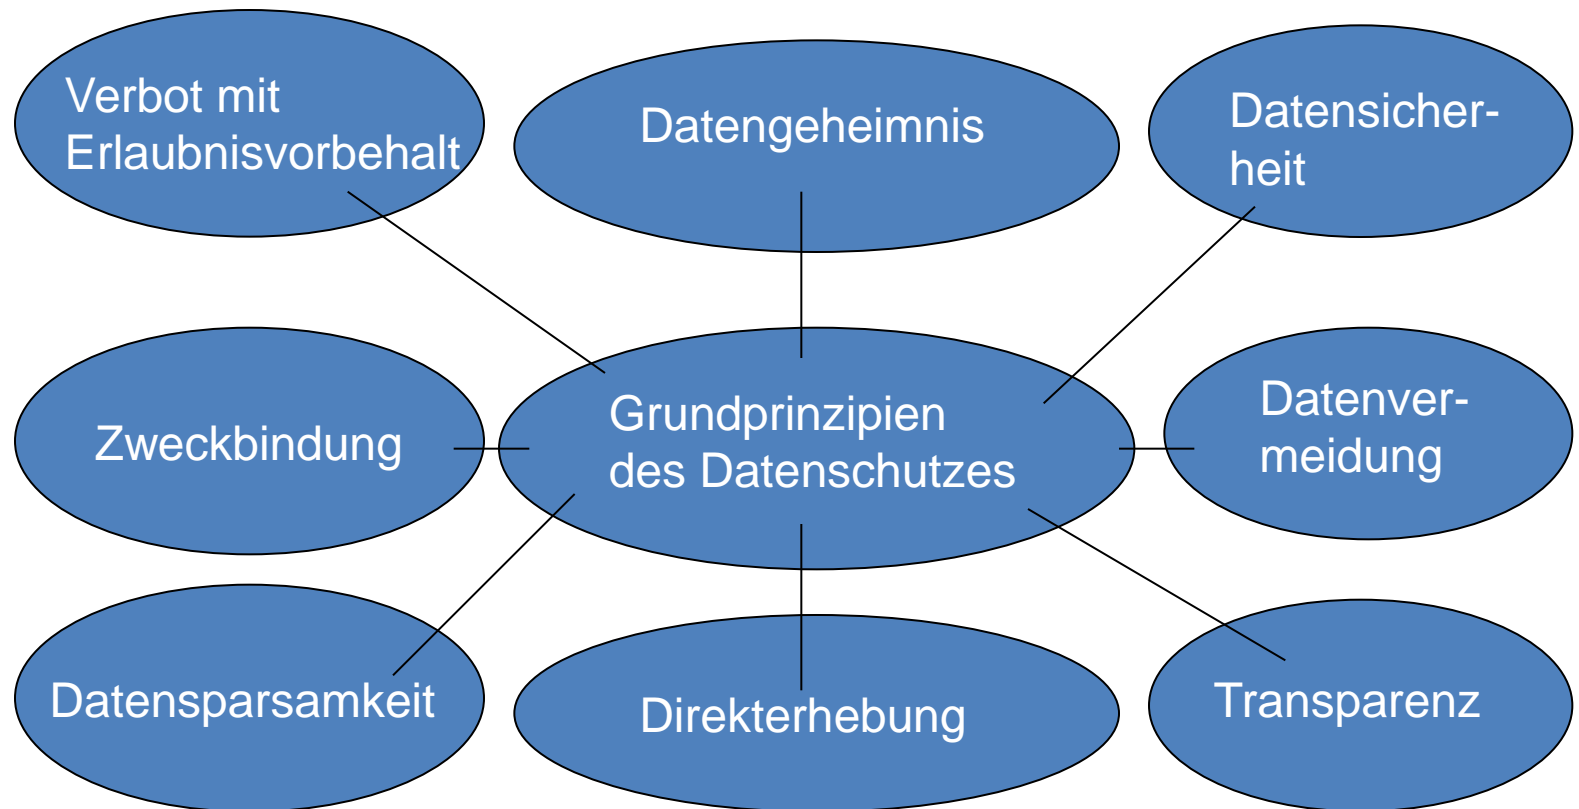 Verbot mit
Erlaubnisvorbehalt
Datengeheimnis
Datensicher-
heit
Zweckbindung
Grundprinzipien
des Datenschutzes
Datenver-
meidung
Datensparsamkeit
Direkterhebung
Transparenz